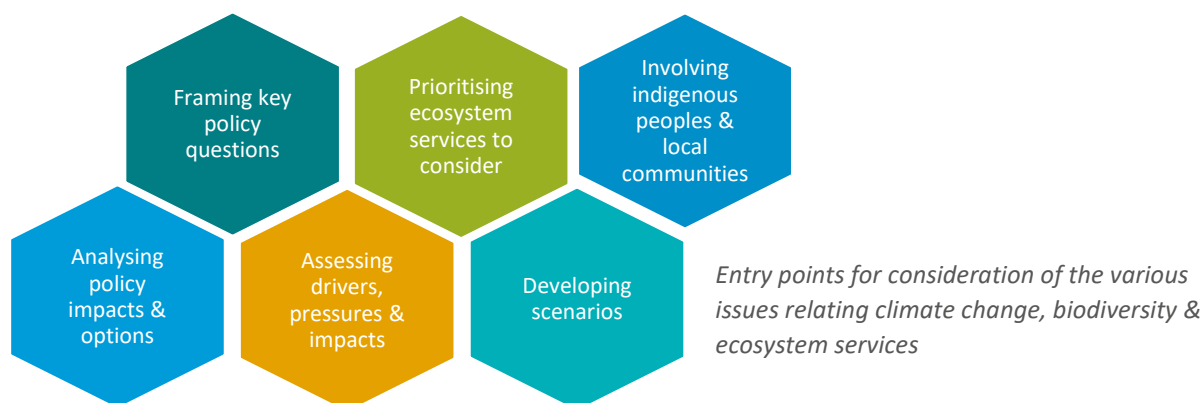 Framing key
policy
questions
Prioritising
ecosystem
services to
consider
Involving
indigenous
peoples &
local
communities
Analysing
policy
impacts &
options
Assessing
drivers,
pressures &
impacts
Developing
scenarios
Entry points for consideration of the various
issues relating climate change, biodiversity &
ecosystem services